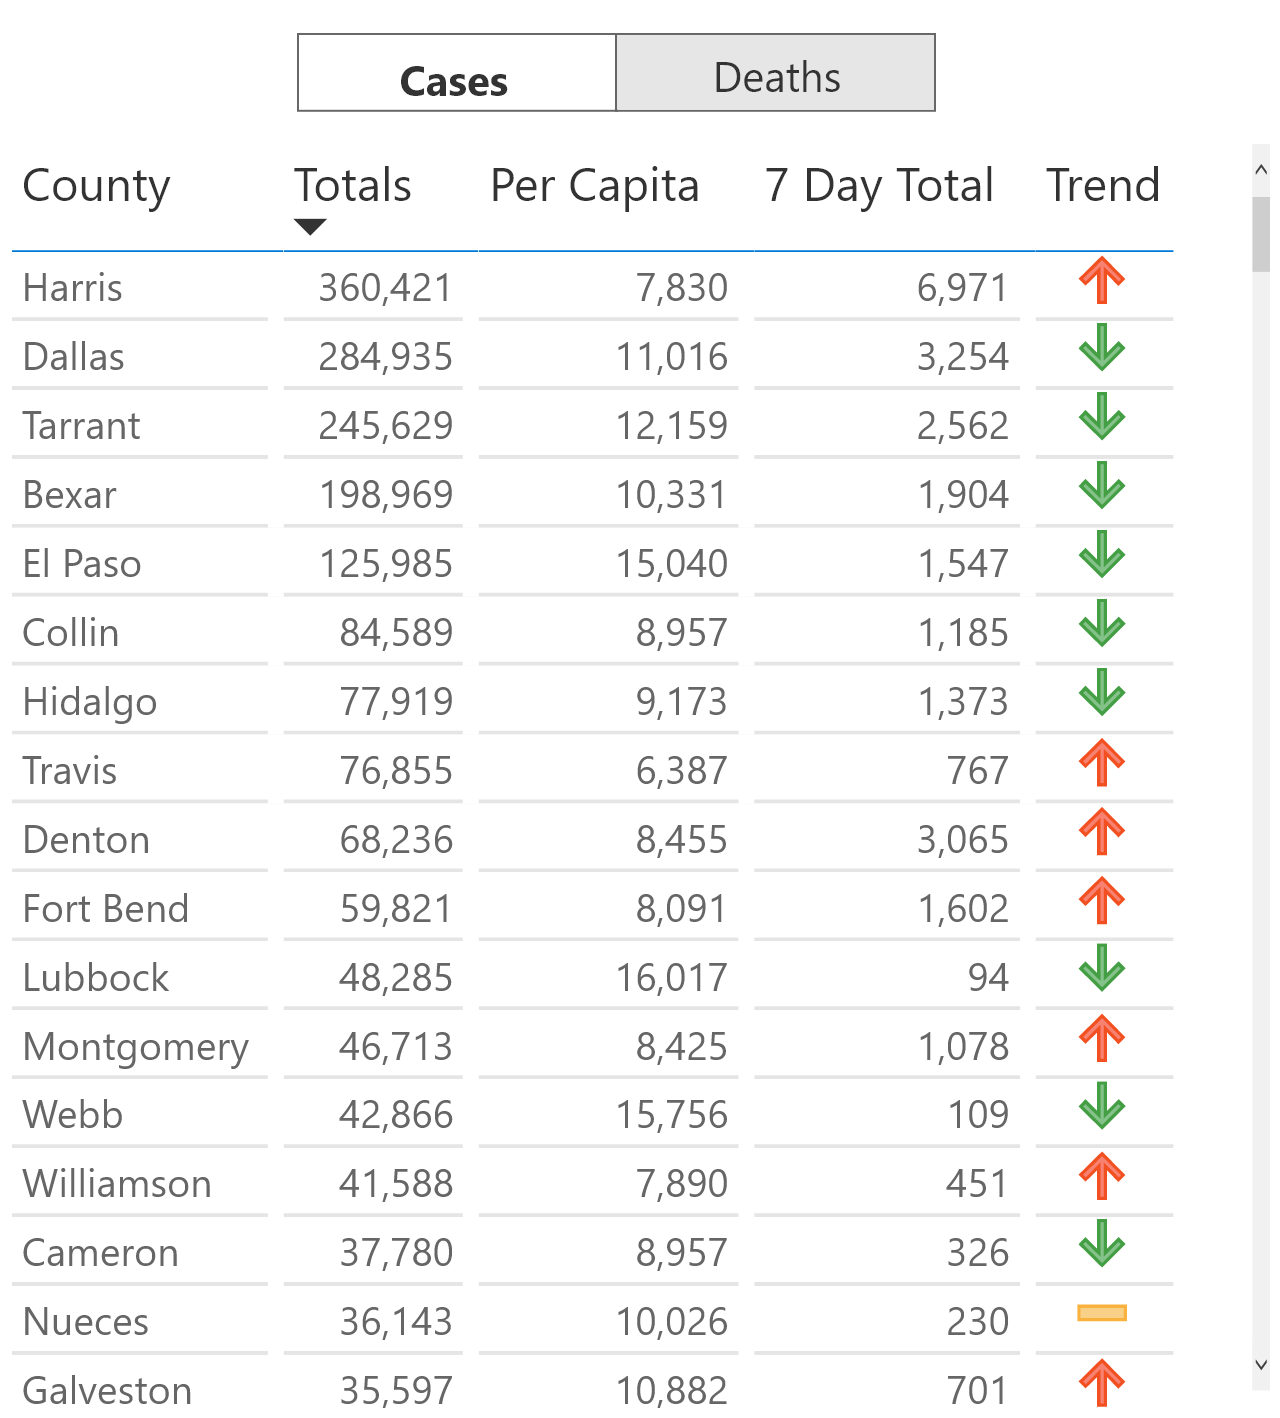 Cases Deaths
County Totals Per Capita 7 Day Total Trend
Harris 360,421 7,830 6,971
Dallas 284,935 11,016 3,254
Tarrant 245,629 12,159 2,562
Bexar 198,969 10,331 1,904
El Paso 125,985 15,040 1,547
Collin 84,589 8,957 1,185
Hidalgo 77,919 9,173 1,373
Travis 76,855 6,387 767
Denton 68,236 8,455 3,065
Fort Bend 59,821 8,091 1,602
Lubbock 48,285 16,017 94
Montgomery 46,713 8,425 1,078
Webb 42,866 15,756 109
Williamson 41,588 7,890 451
Cameron 37,780 8,957 326
Nueces 36,143 10,026 230
Galveston 35,597 10,882 701